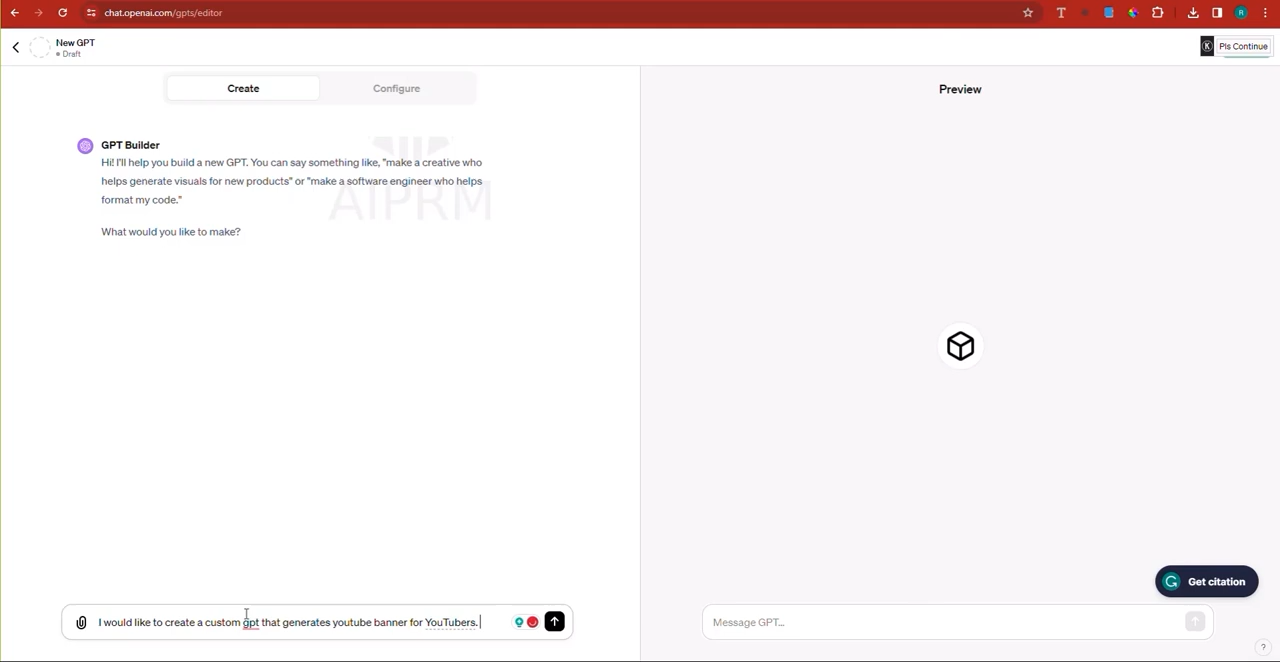 chat.openai.com/gpts/editor
New GPT
Draft
Pls Continue
Create
Configure
Preview
GPT Builder
Hi! I'll help you build a new GPT. You can say something like, "make a creative who
helps generate visuals for new products" or "make a software engineer who helps
format my code."
AIPRM
What would you like to make?
Get citation
I would like to create a custom gpt that generates youtube banner for YouTubers.
Message GPT...
?